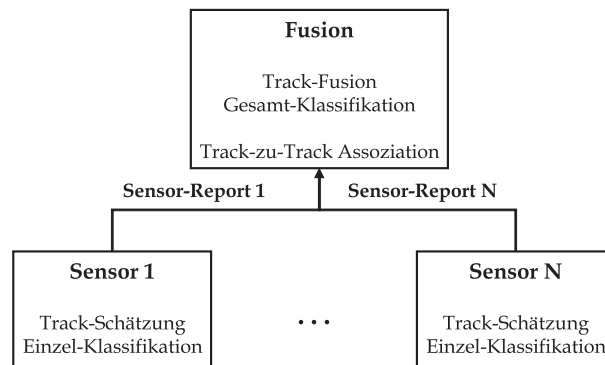 Fusion
Track-Fusion
Gesamt-Klassifikation
Track-zu-Track Assoziation
Sensor-Report 1
Sensor-Report N
Sensor 1
Track-Schätzung
Einzel-Klassifikation
...
Sensor N
Track-Schätzung
Einzel-Klassifikation